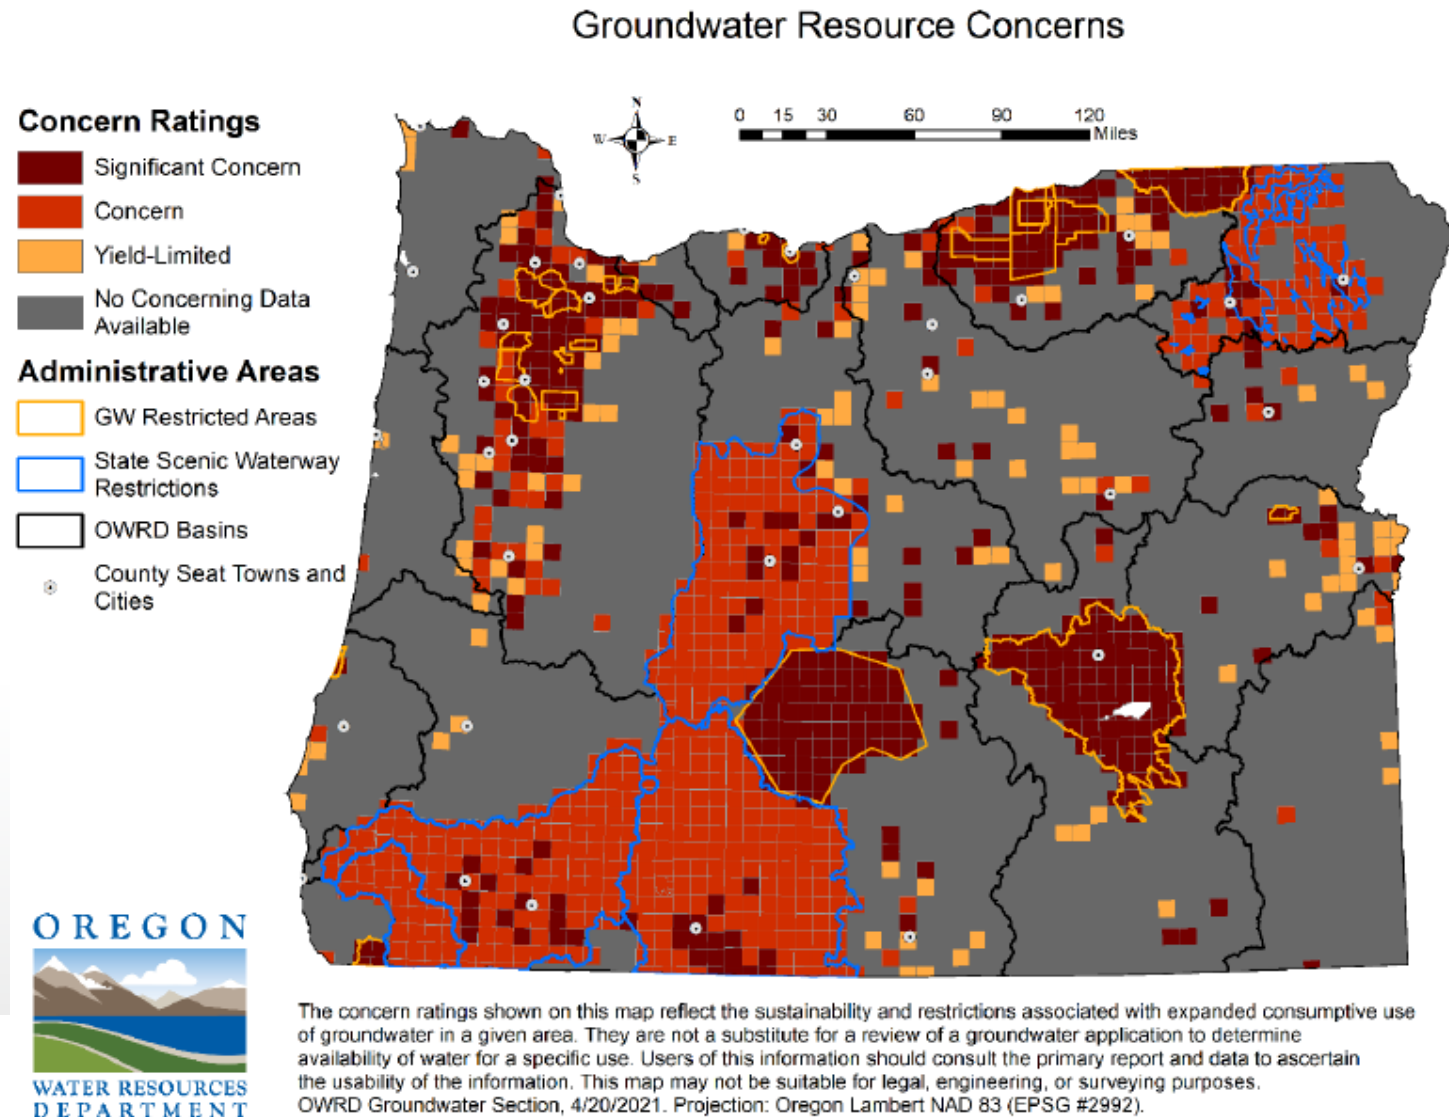 Groundwater Resource Concerns
Concern Ratings
Significant Concern
Concern
Yield-Limited
No Concerning Data
Available
Administrative Areas
GW Restricted Areas
State Scenic Waterway
Restrictions
OWRD Basins
County Seat Towns and
Cities
N
W E
S
0 15 30 60 90 120
Miles
OREGON
WATER RESOURCES
DEPARTMENT
The concern ratings shown on this map reflect the sustainability and restrictions associated with expanded consumptive use
of groundwater in a given area. They are not a substitute for a review of a groundwater application to determine
availability of water for a specific use. Users of this information should consult the primary report and data to ascertain
the usability of the information. This map may not be suitable for legal, engineering, or surveying purposes.
OWRD Groundwater Section, 4/20/2021. Projection: Oregon Lambert NAD 83 (EPSG #2992).